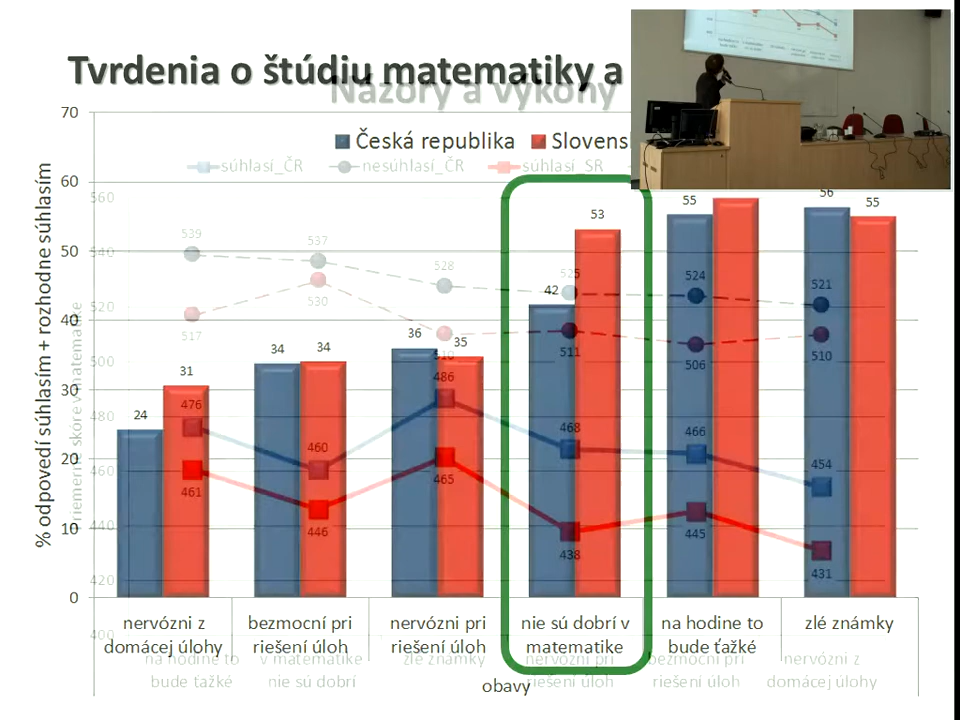 Tvrdenia o štúdiu matematiky a
Názory a výkony
Česká republika
súhlasí_ČR nesúhlasí_ČR súhlasí_SR
% odpovedí súhlasím + rozhodne súhlasím
70
60
50
40
30
20
10
0
560
540
520
500
480
460
440
420
400
539 537 528 525 524 521
517 530 510 511 506 510
476 460 486 468 466 454
461 446 465 438 445 431
24 31 34 34 36 35 42 53 55 56 55
nervózni z domácej úlohy
bezmocní pri riešení úloh
nervózni pri riešení úloh
nie sú dobrí v matematike
na hodine to bude ťažké
zlé známky
obavy
na hodine to bude ťažké
v matematike nie sú dobrí
zlé známky
nervózni pri riešení úloh
bezmocní pri riešení úloh
nervózni z domácej úlohy